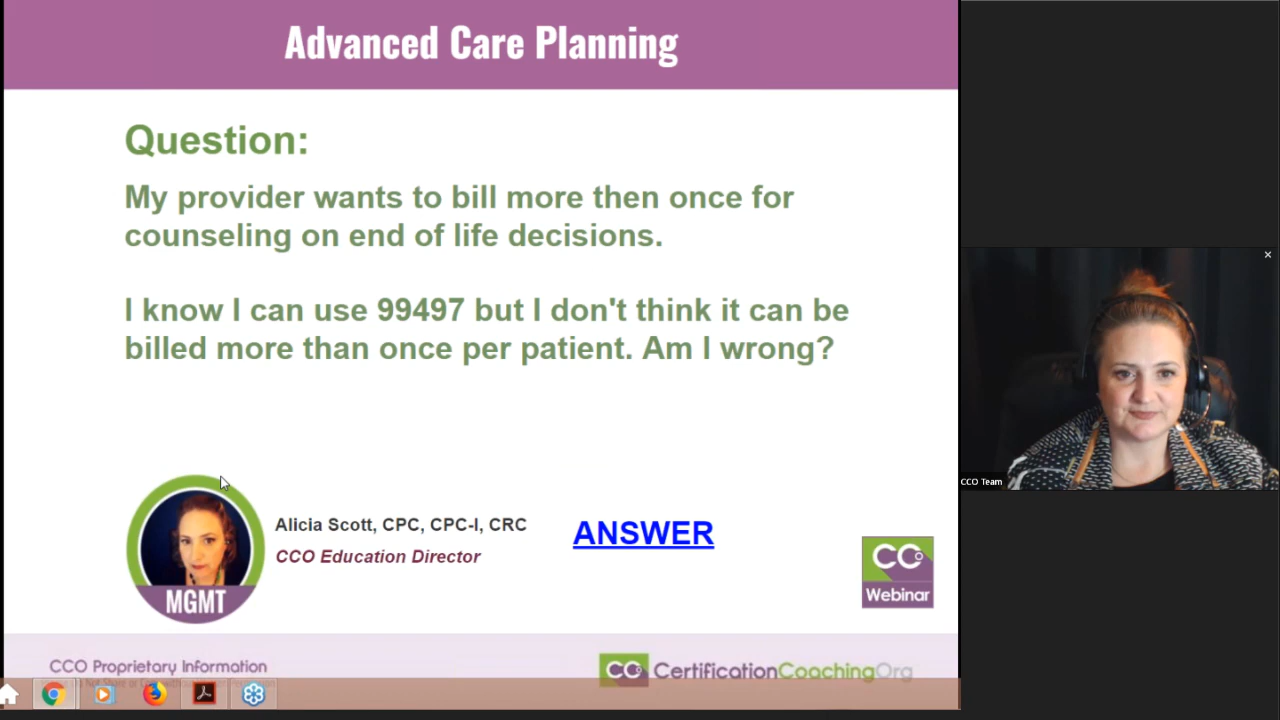 Advanced Care Planning
Question:
My provider wants to bill more then once for
counseling on end of life decisions.
I know I can use 99497 but I don't think it can be
billed more than once per patient. Am I wrong?
MGMT
Alicia Scott, CPC, CPC-I, CRC
CCO Education Director
ANSWER
CCO
Webinar
CCO Team
CCO Proprietary Information
CCO CertificationCoachingOrg